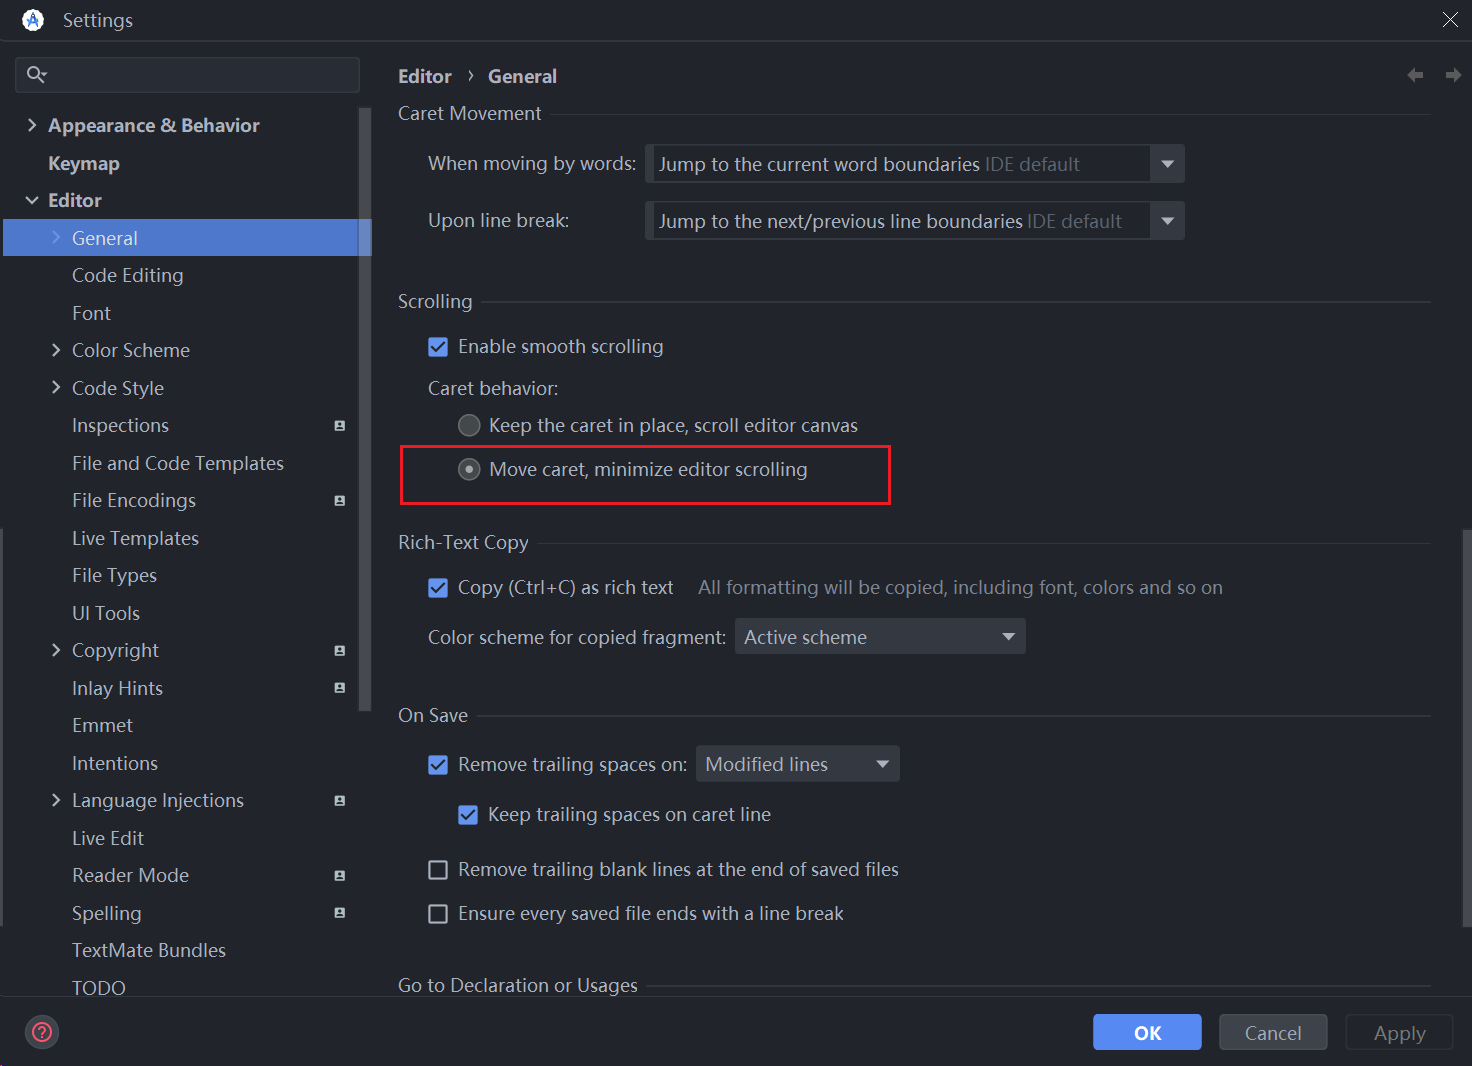 Settings
Editor › General
Appearance & Behavior
Keymap
Editor
General
Code Editing
Font
Color Scheme
Code Style
Inspections
File and Code Templates
File Encodings
Live Templates
File Types
UI Tools
Copyright
Inlay Hints
Emmet
Intentions
Language Injections
Live Edit
Reader Mode
Spelling
TextMate Bundles
TODO
Caret Movement
When moving by words: Jump to the current word boundaries IDE default
Upon line break: Jump to the next/previous line boundaries IDE default
Scrolling
Enable smooth scrolling
Caret behavior:
Keep the caret in place, scroll editor canvas
Move caret, minimize editor scrolling
Rich-Text Copy
Copy (Ctrl+C) as rich text All formatting will be copied, including font, colors and so on
Color scheme for copied fragment: Active scheme
On Save
Remove trailing spaces on: Modified lines
Keep trailing spaces on caret line
Remove trailing blank lines at the end of saved files
Ensure every saved file ends with a line break
Go to Declaration or Usages
OK Cancel Apply